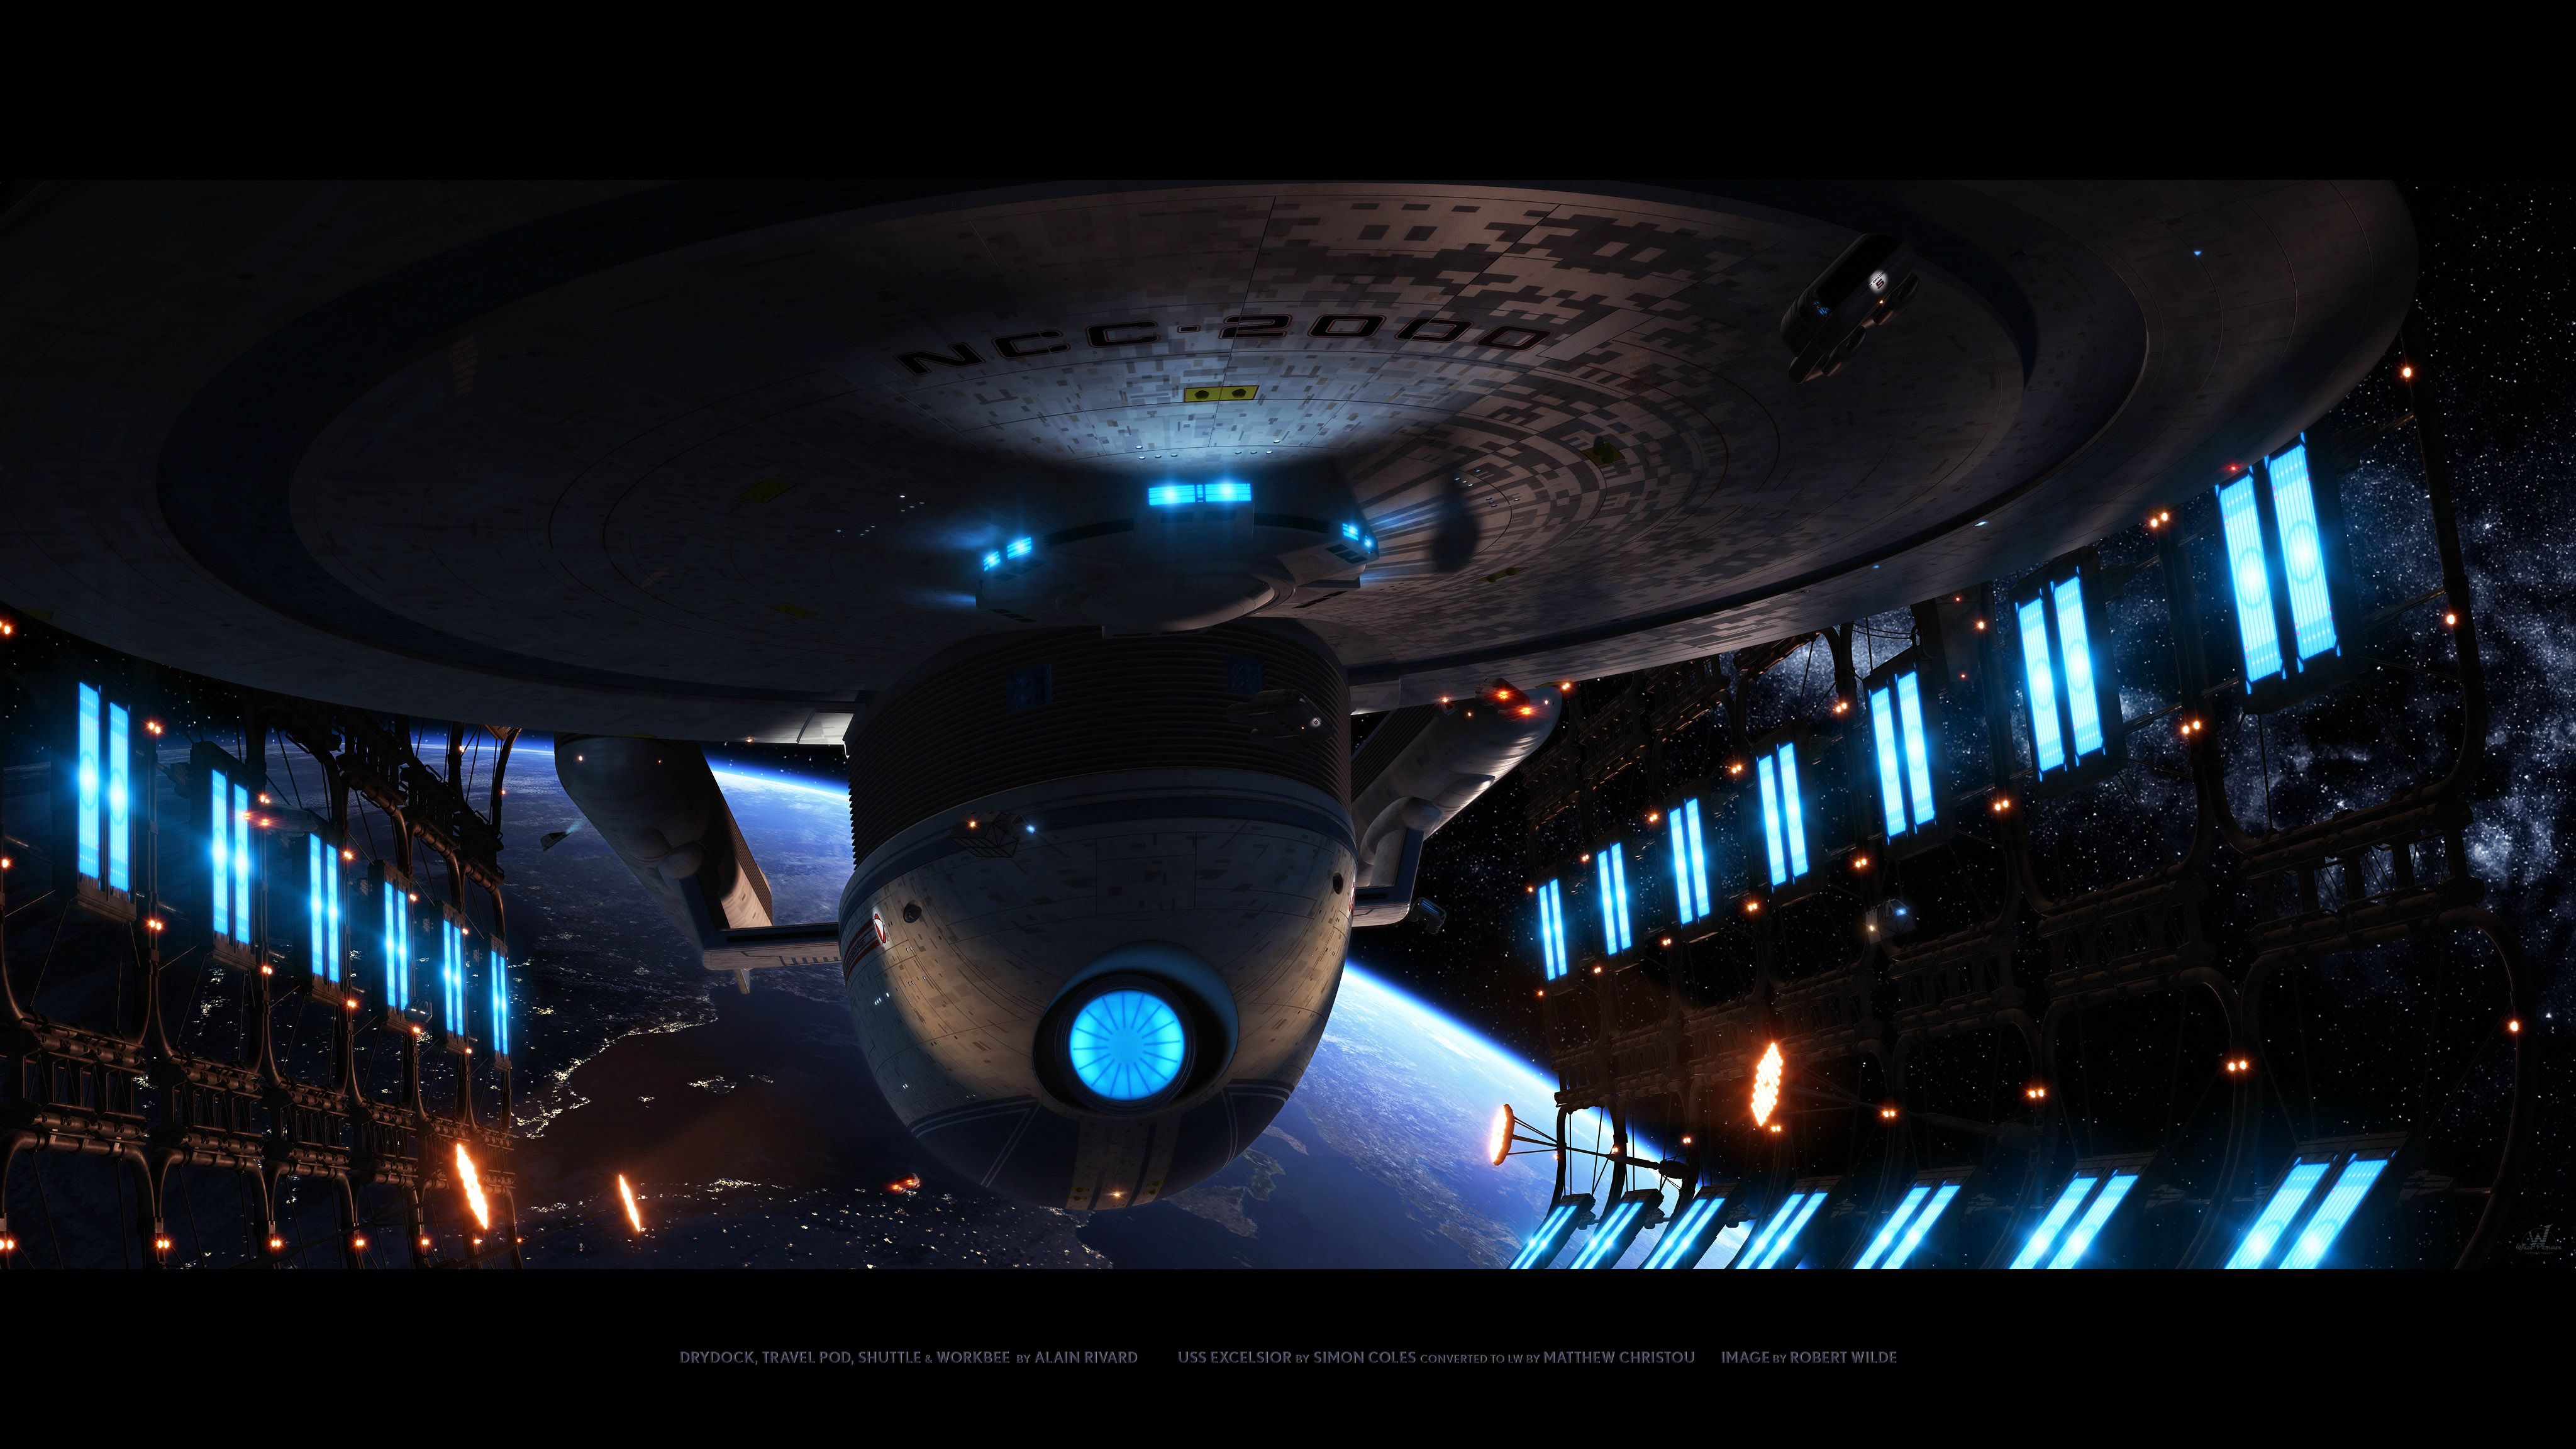 NCC-2000
DRYDOCK, TRAVEL POD, SHUTTLE & WORKBEE BY ALAIN RIVARD USS EXCELSIOR BY SIMON COLES CONVERTED TO LW BY MATTHEW CHRISTOU IMAGE BY ROBERT WILDE